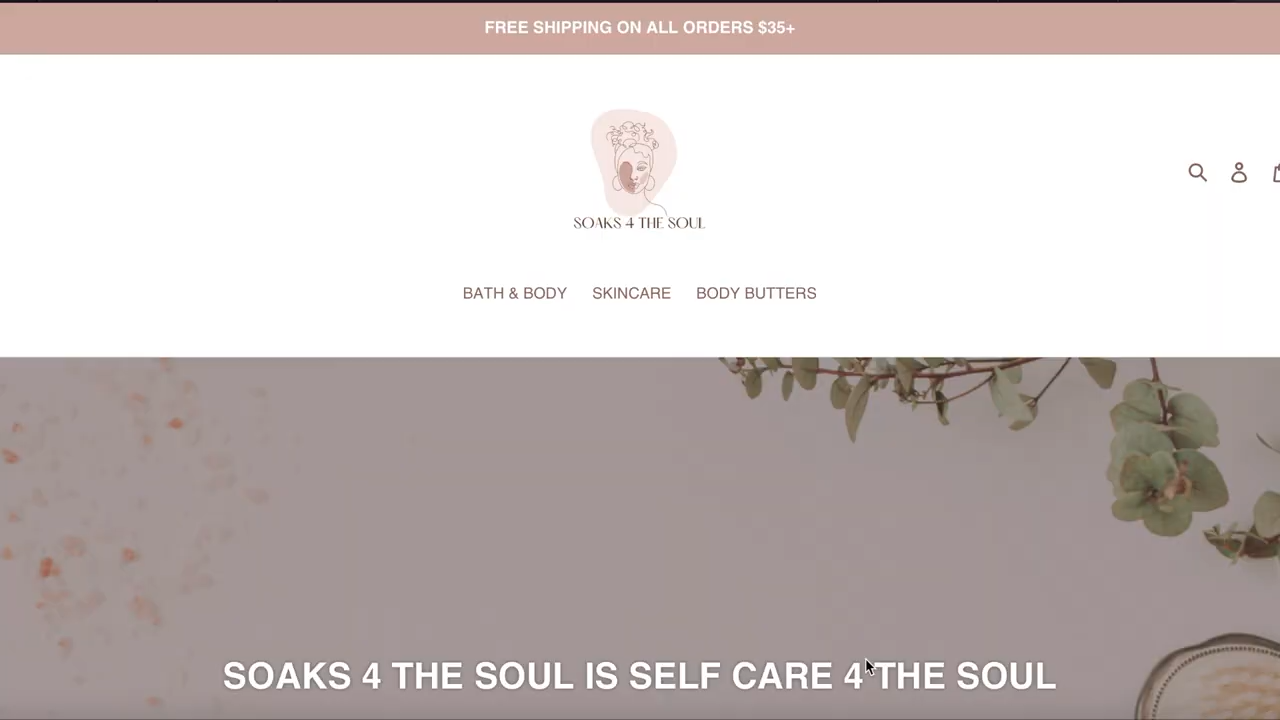 FREE SHIPPING ON ALL ORDERS $35+
SOAKS 4 THE SOUL
BATH & BODY SKINCARE BODY BUTTERS
SOAKS 4 THE SOUL IS SELF CARE 4 THE SOUL